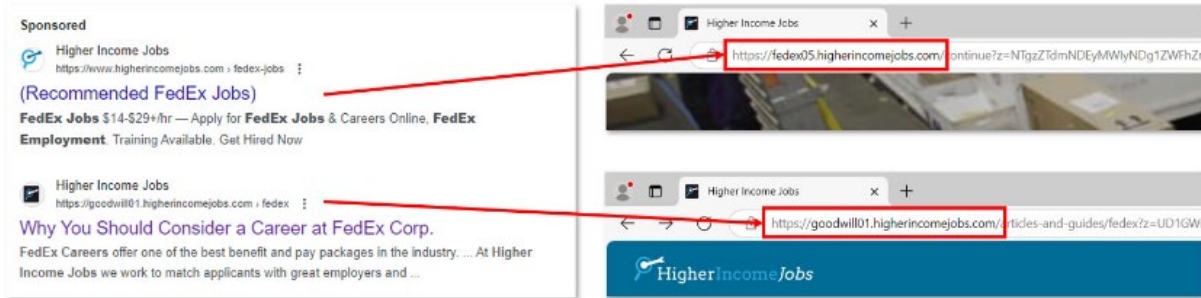 Sponsored
Higher Income Jobs
https://www.higherincomejobs.com › fedex-jobs
(Recommended FedEx Jobs)
FedEx Jobs $14-$29+/hr — Apply for FedEx Jobs & Careers Online, FedEx
Employment. Training Available. Get Hired Now
Higher Income Jobs
https://goodwill01.higherincomejobs.com › fedex
Why You Should Consider a Career at FedEx Corp.
FedEx Careers offer one of the best benefit and pay packages in the industry. ... At Higher
Income Jobs we work to match applicants with great employers and ...
Higher Income Jobs
https://fedex05.higherincomejobs.com/continue?z=NTgzZTdmNDEyMWIyNDg1ZWFhZ
Higher Income Jobs
https://goodwill01.higherincomejobs.com/articles-and-guides/fedex?z=UD1GW
HigherIncomeJobs